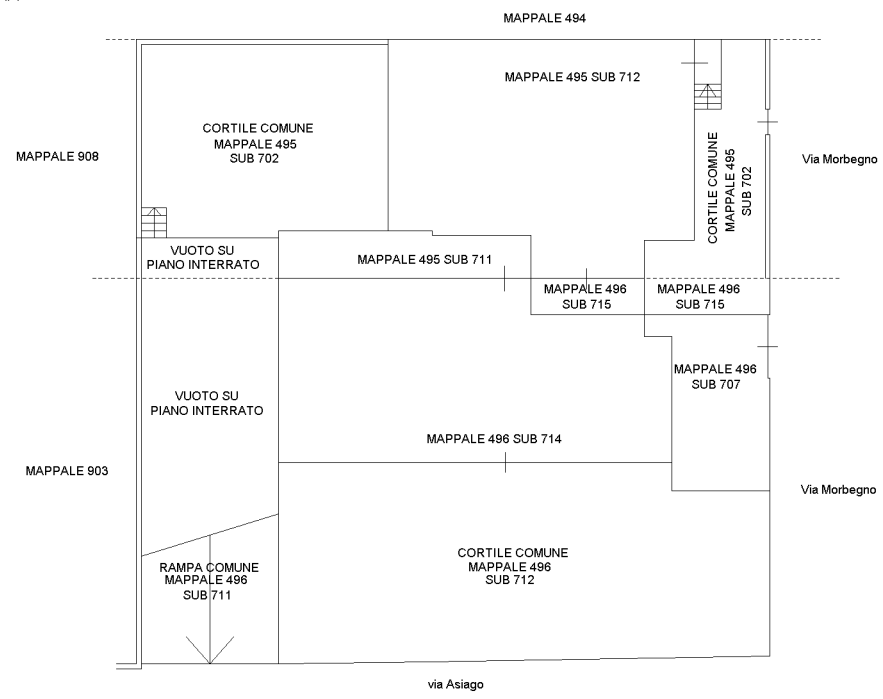 MAPPALE 494
MAPPALE 495 SUB 712
CORTILE COMUNE
MAPPALE 495
SUB 702
MAPPALE 908
CORTILE COMUNE
MAPPALE 495
SUB 702
Via Morbegno
VUOTO SU
PIANO INTERRATO
MAPPALE 495 SUB 711
MAPPALE 496
SUB 715
MAPPALE 496
SUB 715
MAPPALE 496
SUB 707
VUOTO SU
PIANO INTERRATO
MAPPALE 496 SUB 714
MAPPALE 903
Via Morbegno
CORTILE COMUNE
MAPPALE 496
SUB 712
RAMPA COMUNE
MAPPALE 496
SUB 711
via Asiago